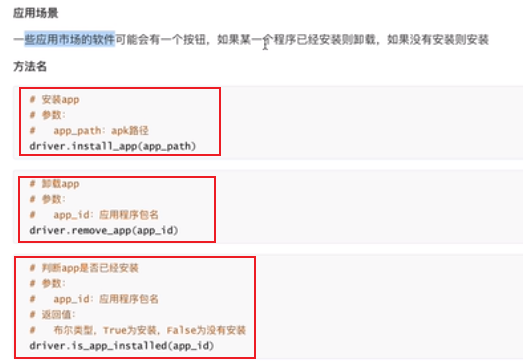 应用场景
一些应用市场的软件可能会有一个按钮，如果某一个程序已经安装则卸载，如果没有安装则安装
方法名
# 安装app
# 参数：
#   app_path：apk路径
driver.install_app(app_path)
# 卸载app
# 参数：
#   app_id：应用程序包名
driver.remove_app(app_id)
# 判断app是否已经安装
# 参数：
#   app_id：应用程序包名
# 返回值：
#   布尔类型，True为安装，False为没有安装
driver.is_app_installed(app_id)